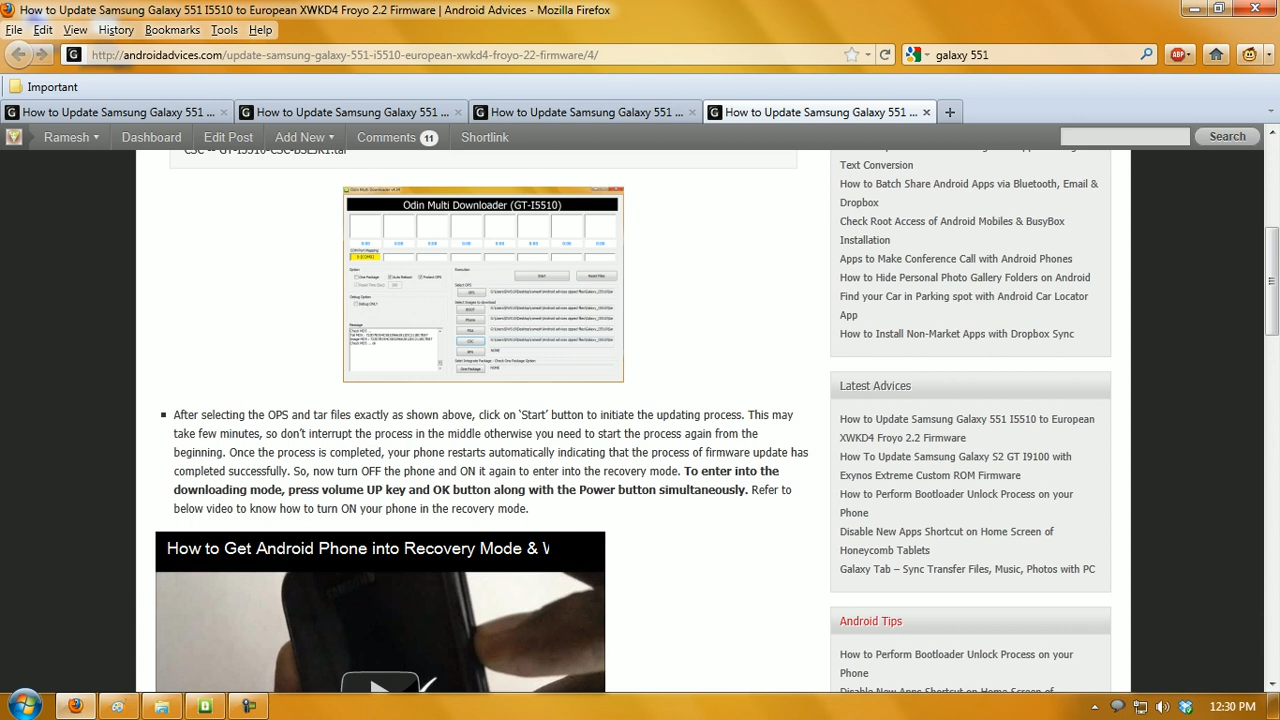 How to Update Samsung Galaxy 551 I5510 to European XWKD4 Froyo 2.2 Firmware | Android Advices - Mozilla Firefox
File Edit View History Bookmarks Tools Help
http://androidadvices.com/update-samsung-galaxy-551-i5510-european-xwkd4-froyo-22-firmware/4/
galaxy 551
ABP
Important
How to Update Samsung Galaxy 551 ...
How to Update Samsung Galaxy 551 ...
How to Update Samsung Galaxy 551 ...
How to Update Samsung Galaxy 551 ...
Ramesh Dashboard Edit Post Add New Comments 11 Shortlink
Search
Odin Multi Downloader (GT-I5510)
Start
After selecting the OPS and tar files exactly as shown above, click on ‘Start’ button to initiate the updating process. This may
take few minutes, so don’t interrupt the process in the middle otherwise you need to start the process again from the
beginning. Once the process is completed, your phone restarts automatically indicating that the process of firmware update has
completed successfully. So, now turn OFF the phone and ON it again to enter into the recovery mode. To enter into the
downloading mode, press volume UP key and OK button along with the Power button simultaneously. Refer to
below video to know how to turn ON your phone in the recovery mode.
How to Get Android Phone into Recovery Mode &
Text Conversion
How to Batch Share Android Apps via Bluetooth, Email &
Dropbox
Check Root Access of Android Mobiles & BusyBox
Installation
Apps to Make Conference Call with Android Phones
How to Hide Personal Photo Gallery Folders on Android
Find your Car in Parking spot with Android Car Locator
App
How to Install Non-Market Apps with Dropbox Sync
Latest Advices
How to Update Samsung Galaxy 551 I5510 to European
XWKD4 Froyo 2.2 Firmware
How To Update Samsung Galaxy S2 GT I9100 with
Exynos Extreme Custom ROM Firmware
How to Perform Bootloader Unlock Process on your
Phone
Disable New Apps Shortcut on Home Screen of
Honeycomb Tablets
Galaxy Tab – Sync Transfer Files, Music, Photos with PC
Android Tips
How to Perform Bootloader Unlock Process on your
Phone
Disable New Apps Shortcut on Home Screen of
12:30 PM